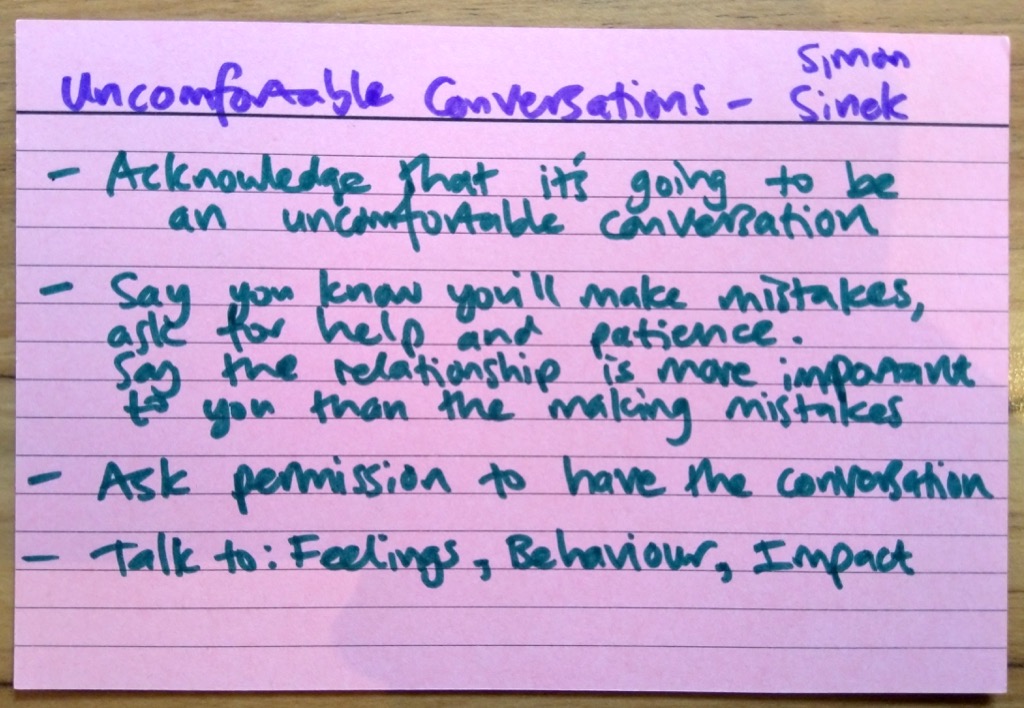 Uncomfortable Conversations - Simon Sinek
- Acknowledge that it's going to be
an uncomfortable conversation
- Say you know you'll make mistakes,
ask for help and patience.
Say the relationship is more important
to you than the making mistakes
- Ask permission to have the conversation
- Talk to: Feelings, Behaviour, Impact